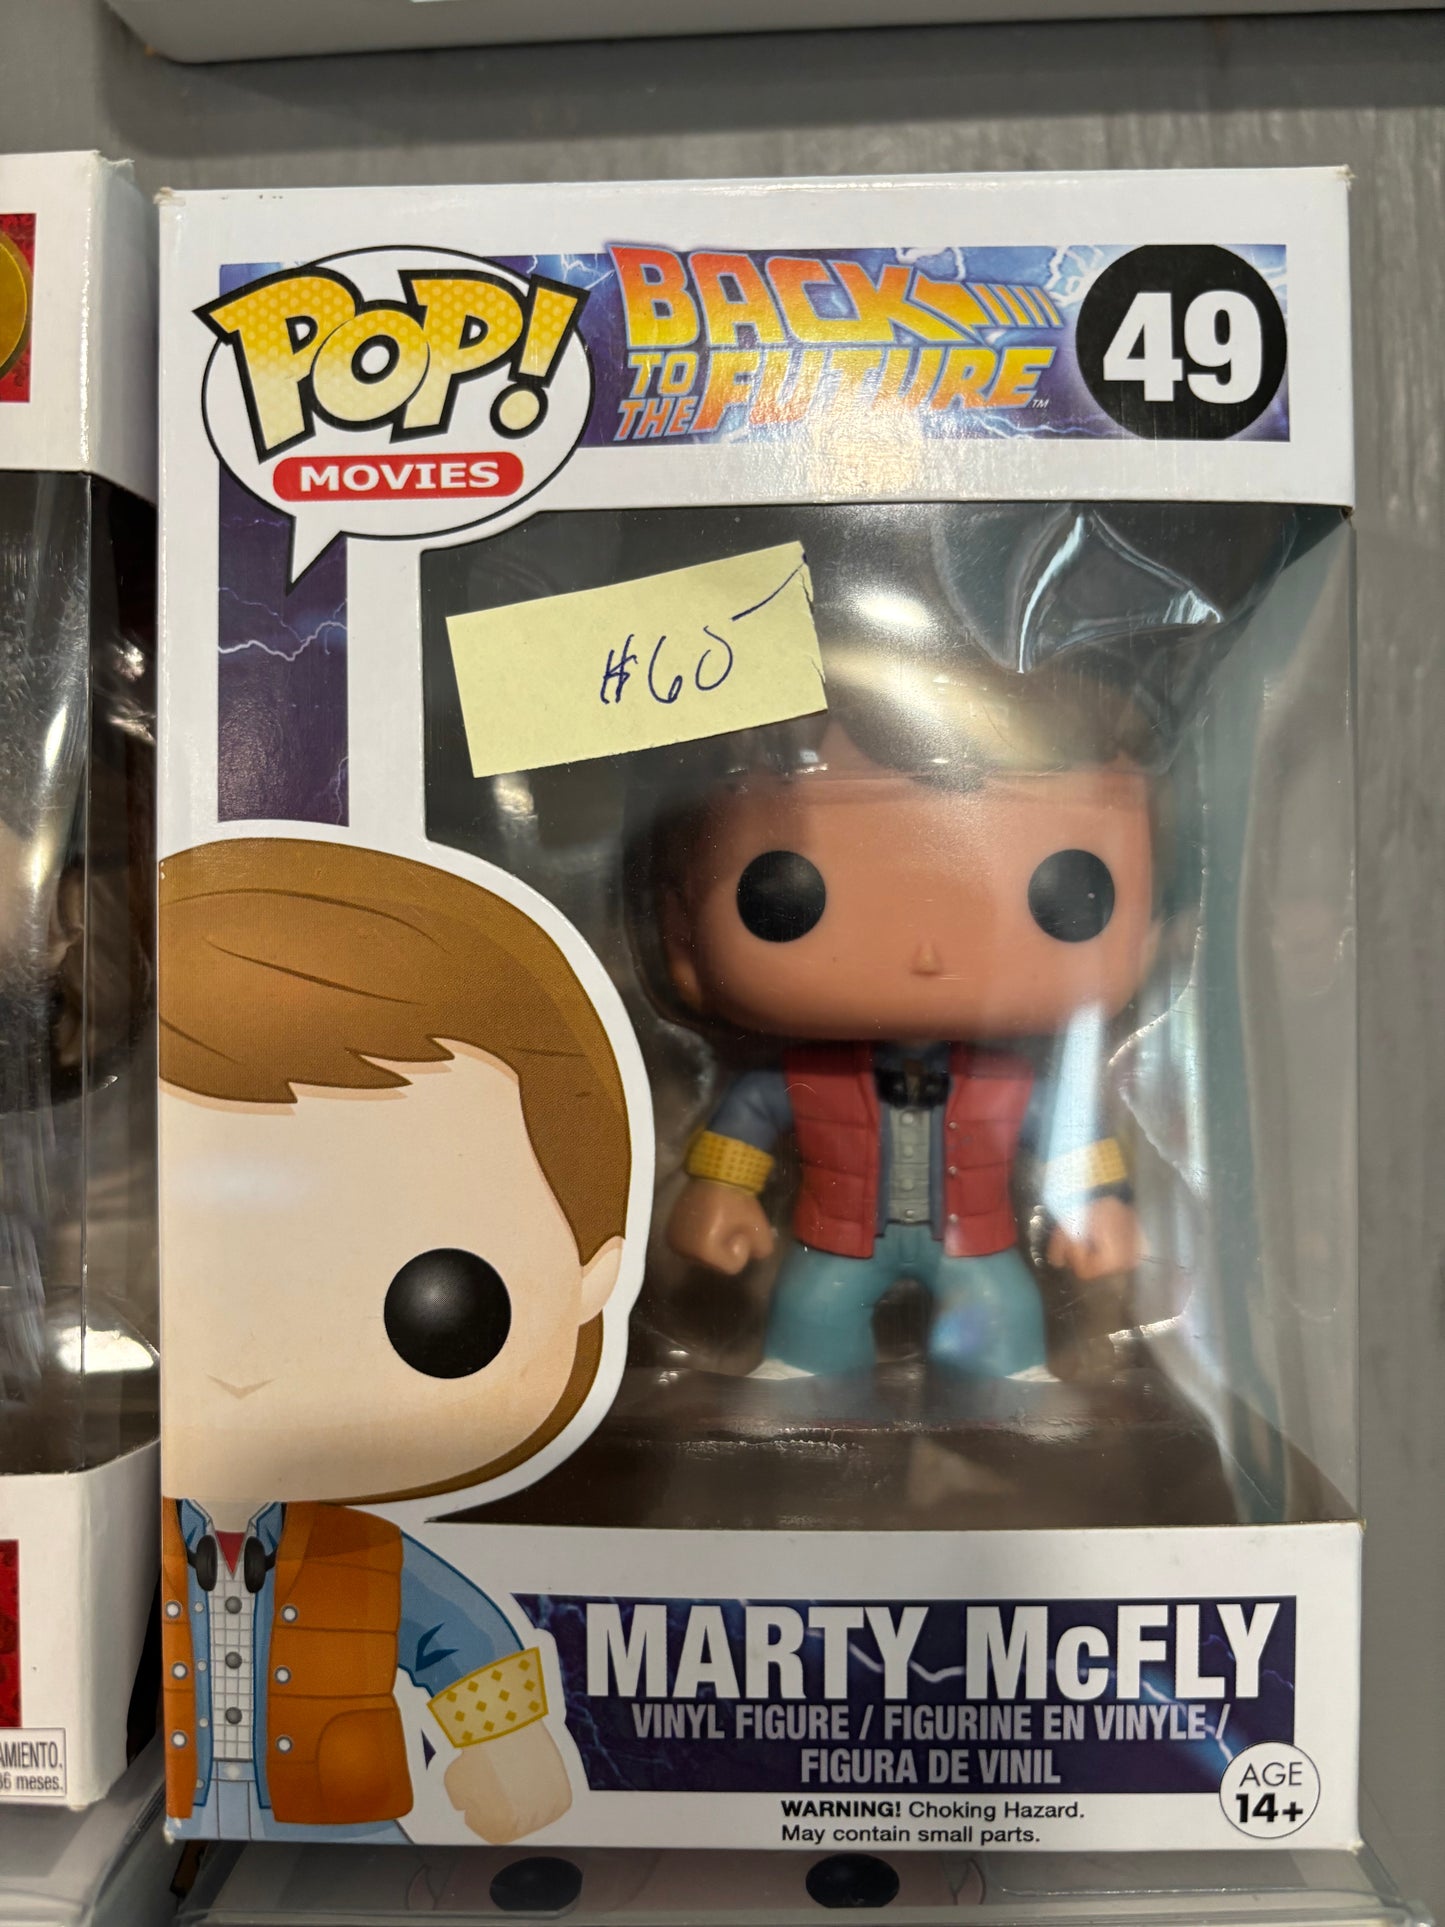 POP!
MOVIES
BACK
TO THE FUTURE™
49
#60
MARTY McFLY
VINYL FIGURE / FIGURINE EN VINYLE /
FIGURA DE VINIL
WARNING! Choking Hazard.
May contain small parts.
AGE
14+
AMIENTO.
36 meses.